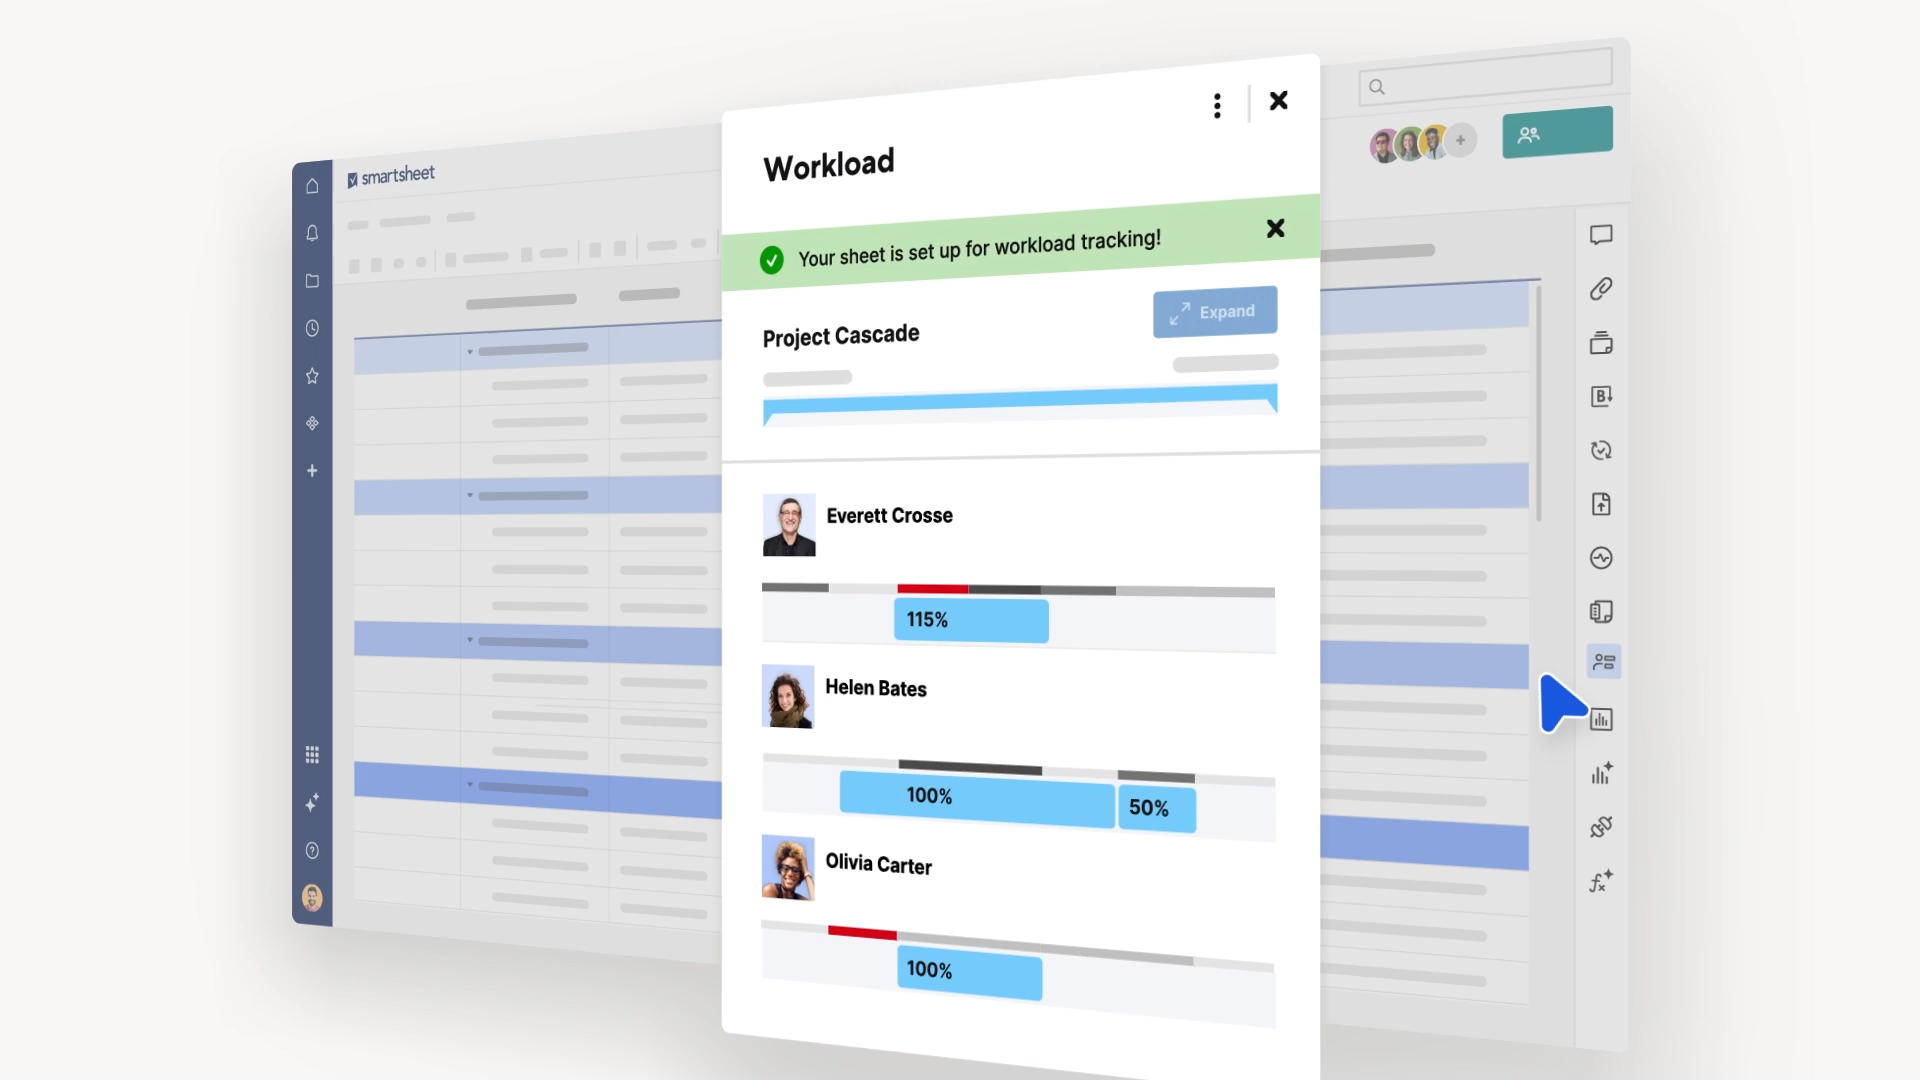 smartsheet
Workload
Your sheet is set up for workload tracking!
Project Cascade
Expand
Everett Crosse
115%
Helen Bates
100%
50%
Olivia Carter
100%